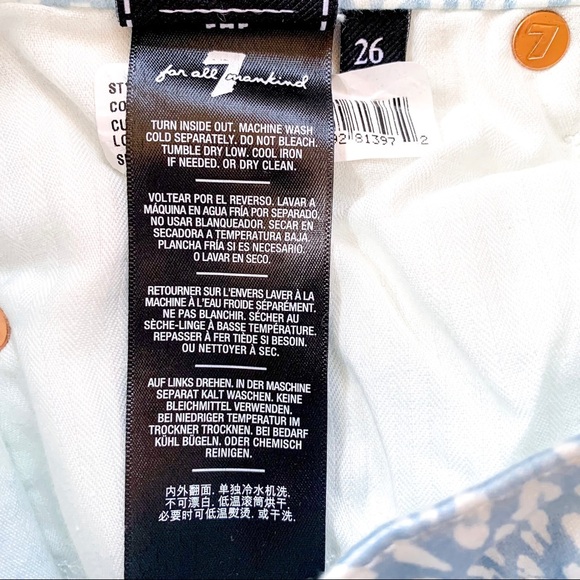 26
7
7
for all mankind
ST
CO
CU
LO
S
2 81397 2
TURN INSIDE OUT. MACHINE WASH
COLD SEPARATELY. DO NOT BLEACH.
TUMBLE DRY LOW. COOL IRON
IF NEEDED. OR DRY CLEAN.
VOLTEAR POR EL REVERSO. LAVAR A
MÁQUINA EN AGUA FRÍA POR SEPARADO.
NO USAR BLANQUEADOR. SECAR EN
SECADORA A TEMPERATURA BAJA.
PLANCHA FRÍA SI ES NECESARIO.
O LAVAR EN SECO.
RETOURNER SUR L'ENVERS LAVER À LA
MACHINE À L'EAU FROIDE SÉPARÉMENT.
NE PAS BLANCHIR. SÉCHER AU
SÈCHE-LINGE À BASSE TEMPÉRATURE.
REPASSER À FER TIÈDE SI BESOIN.
OU NETTOYER À SEC.
AUF LINKS DREHEN. IN DER MASCHINE
SEPARAT KALT WASCHEN. KEINE
BLEICHMITTEL VERWENDEN.
BEI NIEDRIGER TEMPERATUR IM
TROCKNER TROCKNEN. BEI BEDARF
KÜHL BÜGELN. ODER CHEMISCH
REINIGEN.
内外翻面. 单独冷水机洗.
不可漂白. 低温滚筒烘干
必要时可低温熨烫. 或干洗.